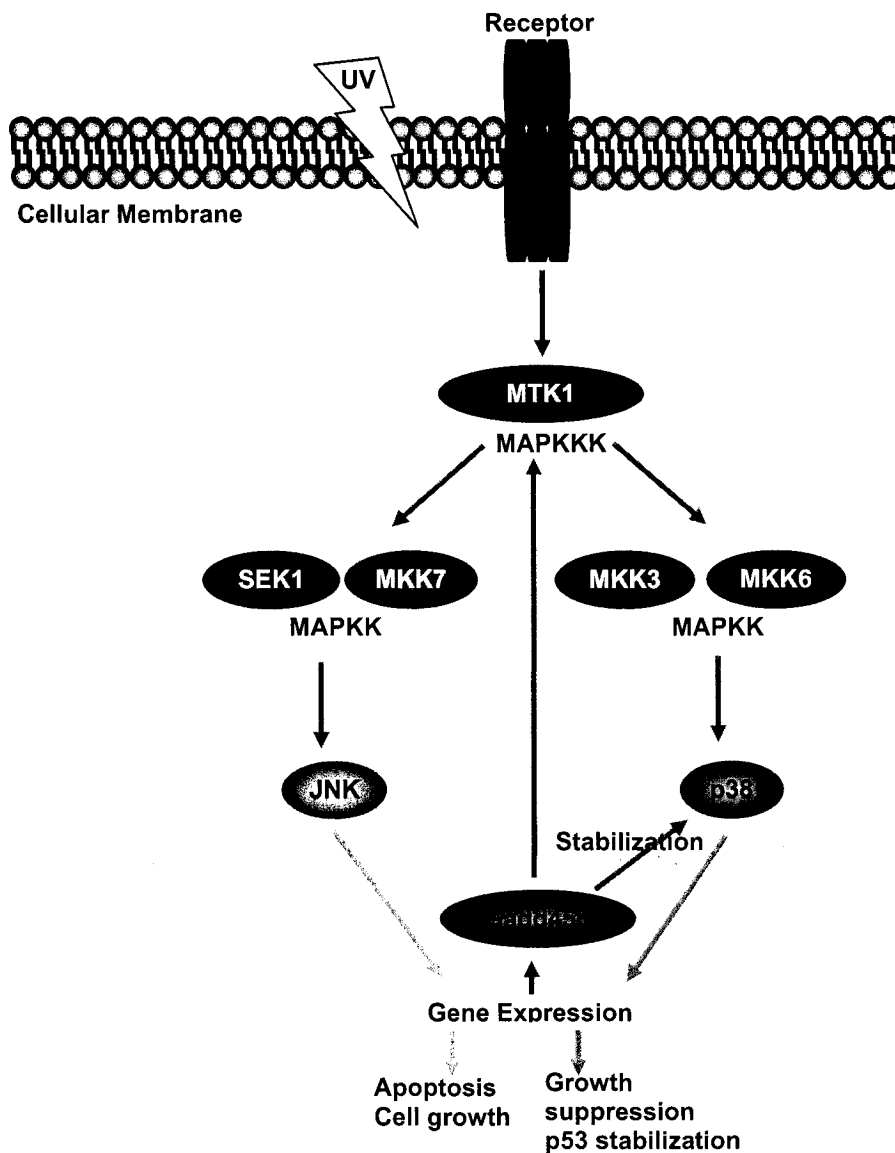 Receptor
UV
Cellular Membrane
MTK1
MAPKKK
SEK1
MKK7
MKK3
MKK6
MAPKK
MAPKK
JNK
p38
Stabilization
Gene Expression
Apoptosis
Cell growth
Growth
suppression
p53 stabilization